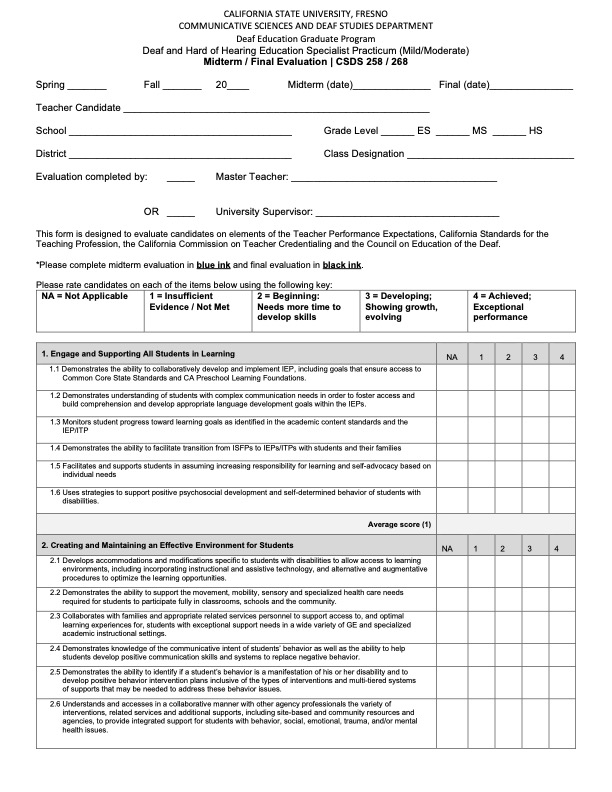 CALIFORNIA STATE UNIVERSITY, FRESNO
COMMUNICATIVE SCIENCES AND DEAF STUDIES DEPARTMENT
Deaf Education Graduate Program
Deaf and Hard of Hearing Education Specialist Practicum (Mild/Moderate)
Midterm / Final Evaluation | CSDS 258 / 268
Spring _______ Fall _______ 20____ Midterm (date)______________ Final (date)_______________
Teacher Candidate ________________________________________________________
School ________________________________________ Grade Level ______ ES ______ MS ______ HS
District ________________________________________ Class Designation ______________________________
Evaluation completed by: _____ Master Teacher: _____________________________________
OR _____ University Supervisor: _________________________________
This form is designed to evaluate candidates on elements of the Teacher Performance Expectations, California Standards for the
Teaching Profession, the California Commission on Teacher Credentialing and the Council on Education of the Deaf.
*Please complete midterm evaluation in blue ink and final evaluation in black ink.
Please rate candidates on each of the items below using the following key:
NA = Not Applicable
1 = Insufficient
Evidence / Not Met
2 = Beginning:
Needs more time to
develop skills
3 = Developing;
Showing growth,
evolving
4 = Achieved;
Exceptional
performance
1. Engage and Supporting All Students in Learning NA 1 2 3 4
1.1 Demonstrates the ability to collaboratively develop and implement IEP, including goals that ensure access to
Common Core State Standards and CA Preschool Learning Foundations.
1.2 Demonstrates understanding of students with complex communication needs in order to foster access and
build comprehension and develop appropriate language development goals within the IEPs.
1.3 Monitors student progress toward learning goals as identified in the academic content standards and the
IEP/ITP
1.4 Demonstrates the ability to facilitate transition from ISFPs to IEPs/ITPs with students and their families
1.5 Facilitates and supports students in assuming increasing responsibility for learning and self-advocacy based on
individual needs
1.6 Uses strategies to support positive psychosocial development and self-determined behavior of students with
disabilities.
Average score (1)
2. Creating and Maintaining an Effective Environment for Students NA 1 2 3 4
2.1 Develops accommodations and modifications specific to students with disabilities to allow access to learning
environments, including incorporating instructional and assistive technology, and alternative and augmentative
procedures to optimize the learning opportunities.
2.2 Demonstrates the ability to support the movement, mobility, sensory and specialized health care needs
required for students to participate fully in classrooms, schools and the community.
2.3 Collaborates with families and appropriate related services personnel to support access to, and optimal
learning experiences for, students with exceptional support needs in a wide variety of GE and specialized
academic instructional settings.
2.4 Demonstrates knowledge of the communicative intent of students' behavior as well as the ability to help
students develop positive communication skills and systems to replace negative behavior.
2.5 Demonstrates the ability to identify if a student's behavior is a manifestation of his or her disability and to
develop positive behavior intervention plans inclusive of the types of interventions and multi-tiered systems
of supports that may be needed to address these behavior issues.
2.6 Understands and accesses in a collaborative manner with other agency professionals the variety of
interventions, related services and additional supports, including site-based and community resources and
agencies, to provide integrated support for students with behavior, social, emotional, trauma, and/or mental
health issues.